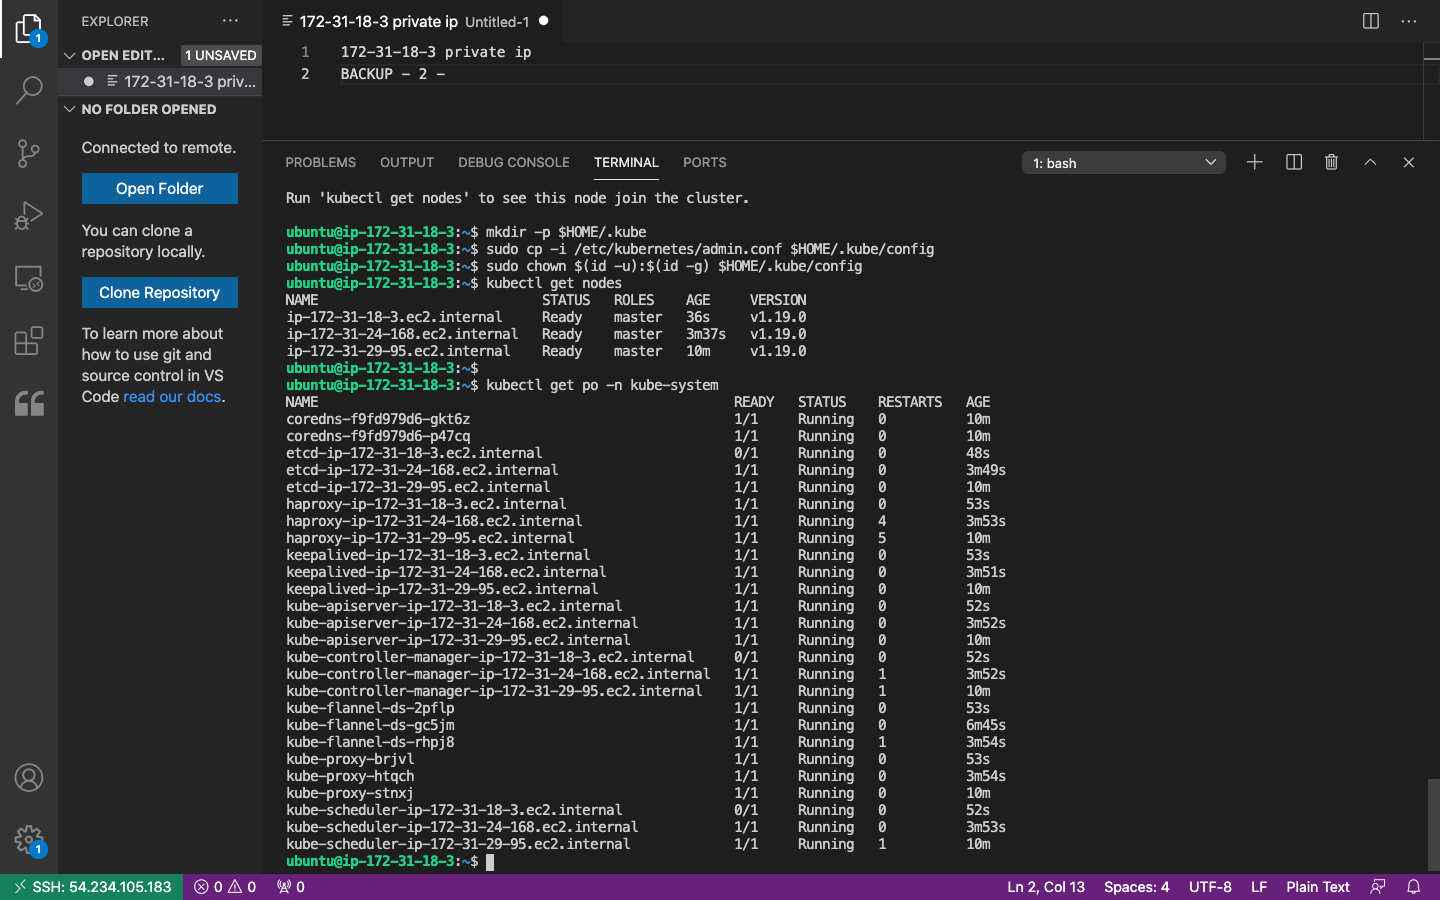 EXPLORER
OPEN EDIT... 1 UNSAVED
172-31-18-3 priv...
NO FOLDER OPENED
Connected to remote.
Open Folder
You can clone a
repository locally.
Clone Repository
To learn more about
how to use git and
source control in VS
Code read our docs.
1
1
172-31-18-3 private ip Untitled-1
1 172-31-18-3 private ip
2 BACKUP - 2 -
PROBLEMS OUTPUT DEBUG CONSOLE TERMINAL PORTS 1: bash
Run 'kubectl get nodes' to see this node join the cluster.
ubuntu@ip-172-31-18-3:~$ mkdir -p $HOME/.kube
ubuntu@ip-172-31-18-3:~$ sudo cp -i /etc/kubernetes/admin.conf $HOME/.kube/config
ubuntu@ip-172-31-18-3:~$ sudo chown $(id -u):$(id -g) $HOME/.kube/config
ubuntu@ip-172-31-18-3:~$ kubectl get nodes
NAME STATUS ROLES AGE VERSION
ip-172-31-18-3.ec2.internal Ready master 36s v1.19.0
ip-172-31-24-168.ec2.internal Ready master 3m37s v1.19.0
ip-172-31-29-95.ec2.internal Ready master 10m v1.19.0
ubuntu@ip-172-31-18-3:~$
ubuntu@ip-172-31-18-3:~$ kubectl get po -n kube-system
NAME READY STATUS RESTARTS AGE
coredns-f9fd979d6-gkt6z 1/1 Running 0 10m
coredns-f9fd979d6-p47cq 1/1 Running 0 10m
etcd-ip-172-31-18-3.ec2.internal 0/1 Running 0 48s
etcd-ip-172-31-24-168.ec2.internal 1/1 Running 0 3m49s
etcd-ip-172-31-29-95.ec2.internal 1/1 Running 0 10m
haproxy-ip-172-31-18-3.ec2.internal 1/1 Running 0 53s
haproxy-ip-172-31-24-168.ec2.internal 1/1 Running 4 3m53s
haproxy-ip-172-31-29-95.ec2.internal 1/1 Running 5 10m
keepalived-ip-172-31-18-3.ec2.internal 1/1 Running 0 53s
keepalived-ip-172-31-24-168.ec2.internal 1/1 Running 0 3m51s
keepalived-ip-172-31-29-95.ec2.internal 1/1 Running 0 10m
kube-apiserver-ip-172-31-18-3.ec2.internal 1/1 Running 0 52s
kube-apiserver-ip-172-31-24-168.ec2.internal 1/1 Running 0 3m52s
kube-apiserver-ip-172-31-29-95.ec2.internal 1/1 Running 0 10m
kube-controller-manager-ip-172-31-18-3.ec2.internal 0/1 Running 0 52s
kube-controller-manager-ip-172-31-24-168.ec2.internal 1/1 Running 1 3m52s
kube-controller-manager-ip-172-31-29-95.ec2.internal 1/1 Running 1 10m
kube-flannel-ds-2pflp 1/1 Running 0 53s
kube-flannel-ds-gc5jm 1/1 Running 0 6m45s
kube-flannel-ds-rhpj8 1/1 Running 1 3m54s
kube-proxy-brjvl 1/1 Running 0 53s
kube-proxy-htqch 1/1 Running 0 3m54s
kube-proxy-stnxj 1/1 Running 0 10m
kube-scheduler-ip-172-31-18-3.ec2.internal 0/1 Running 0 52s
kube-scheduler-ip-172-31-24-168.ec2.internal 1/1 Running 0 3m53s
kube-scheduler-ip-172-31-29-95.ec2.internal 1/1 Running 1 10m
ubuntu@ip-172-31-18-3:~$
SSH: 54.234.105.183 0 0 0 Ln 2, Col 13 Spaces: 4 UTF-8 LF Plain Text